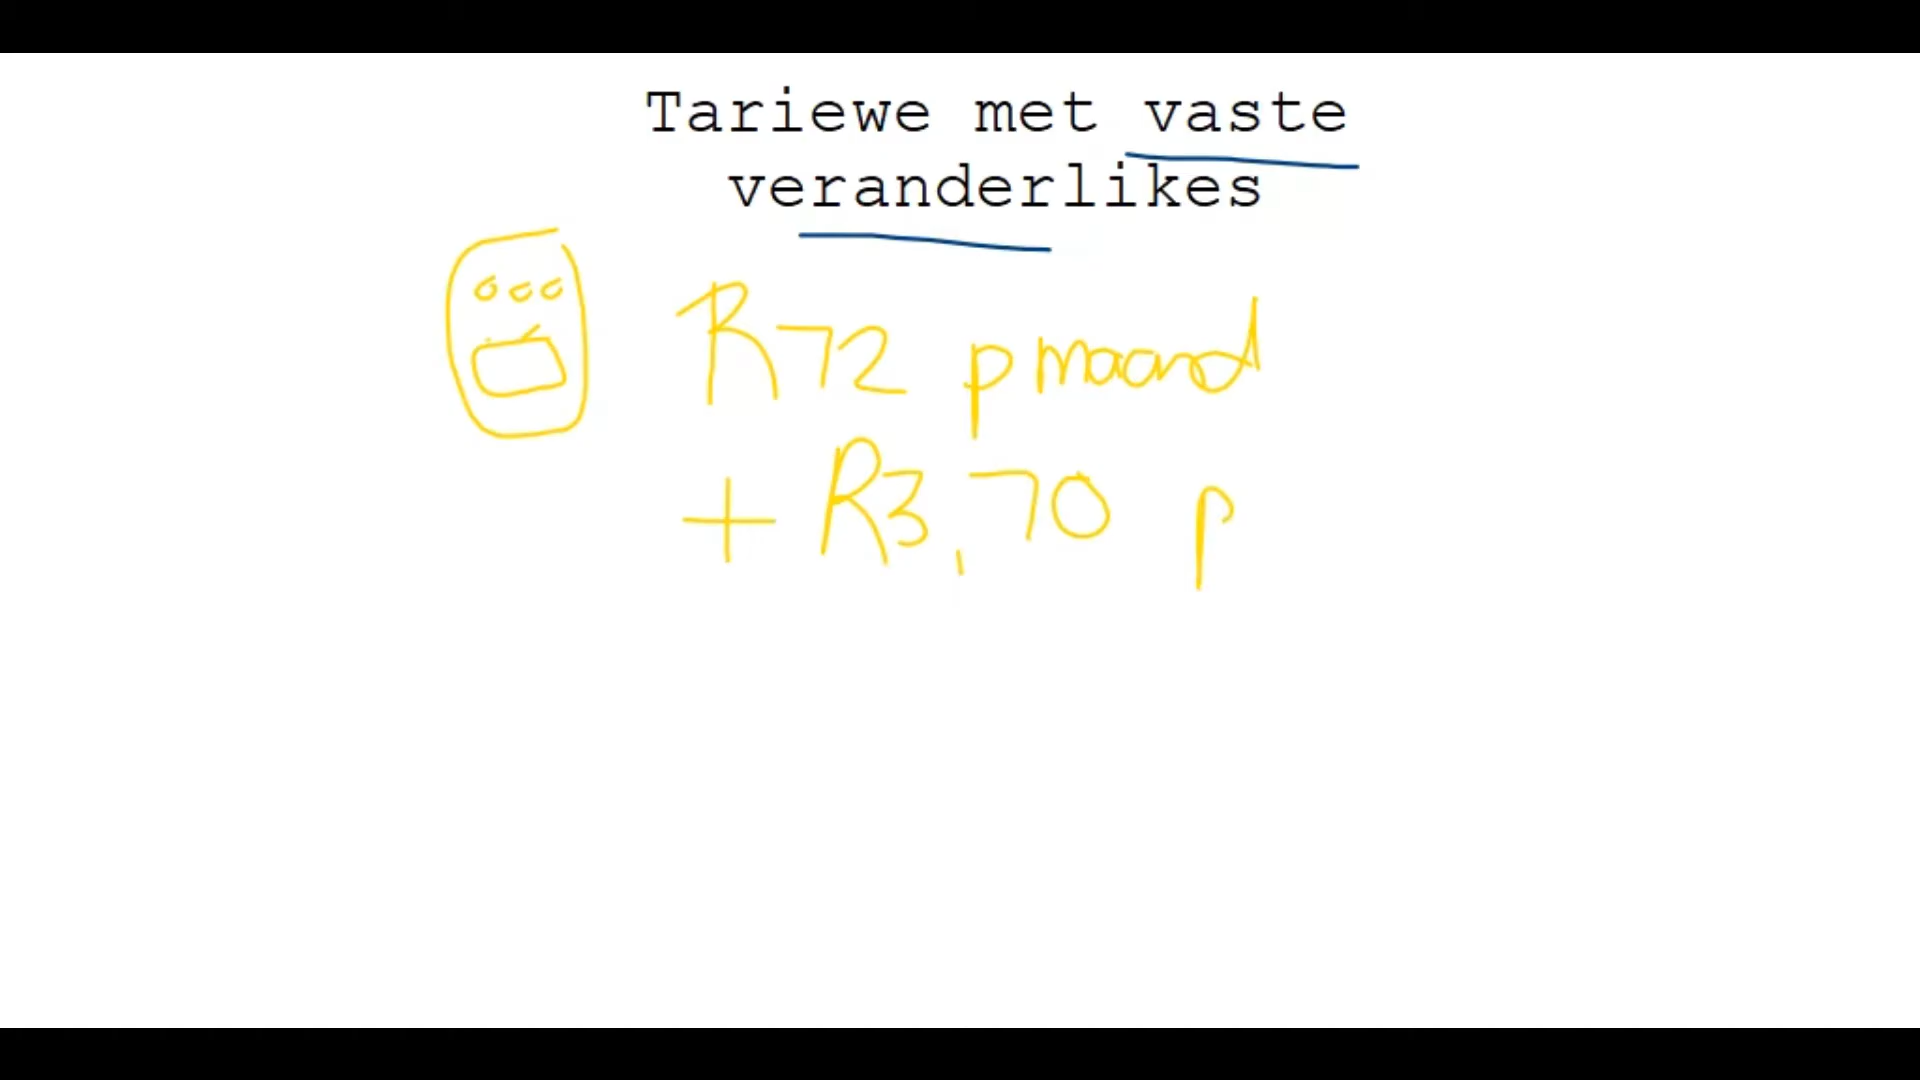 Tariewe met vaste
veranderlikes
R72 p maand
+ R3,70 p